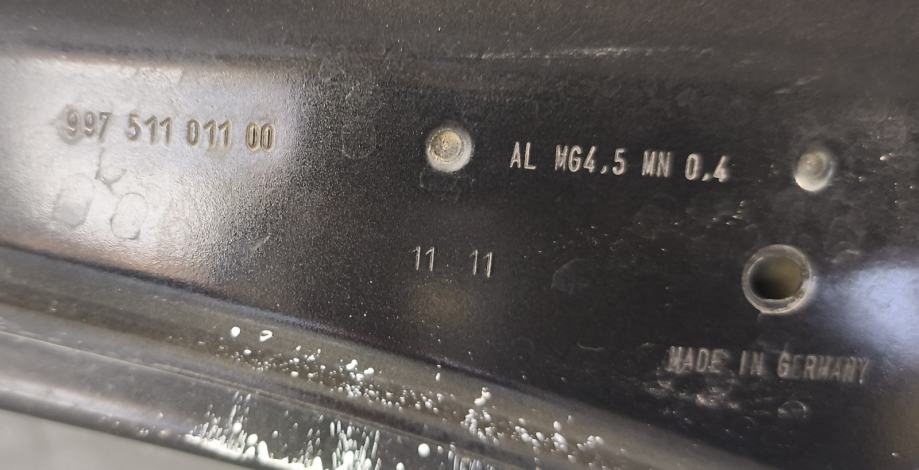 997 511 011 00
AL MG4.5 MN 0.4
11 11
MADE IN GERMANY